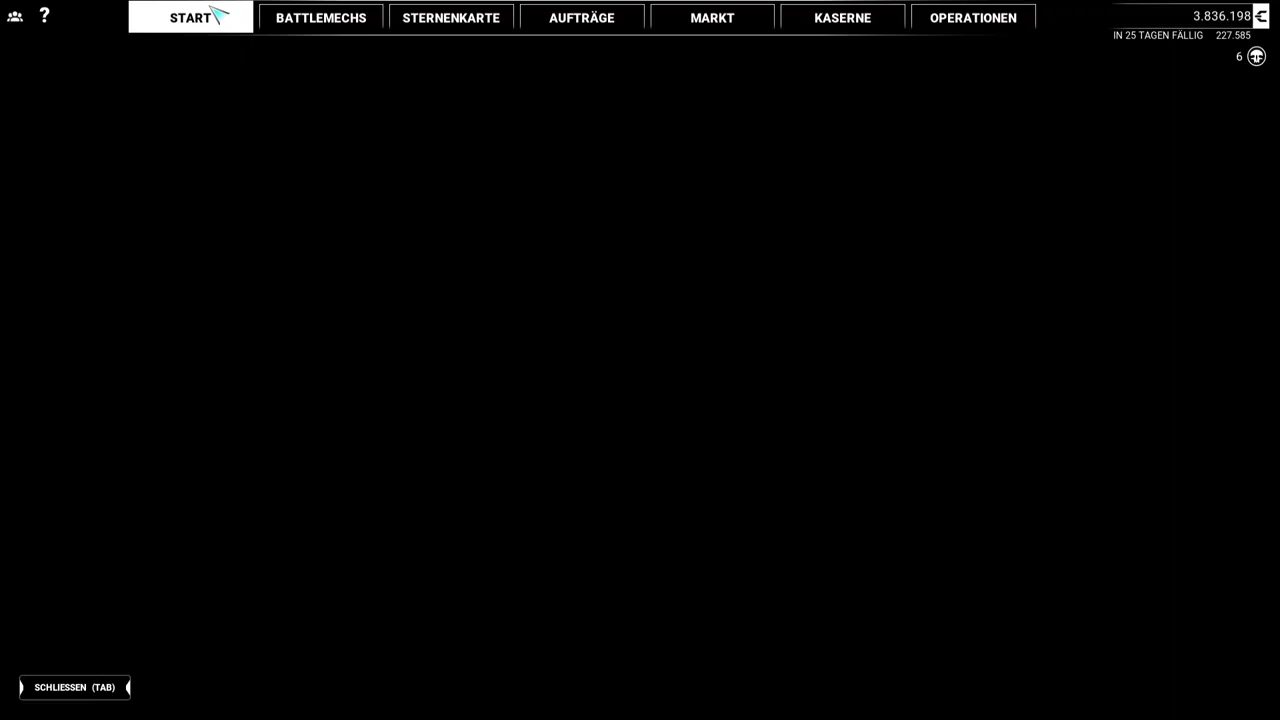 ?
START
BATTLEMECHS
STERNENKARTE
AUFTRÄGE
MARKT
KASERNE
OPERATIONEN
3.836.198
IN 25 TAGEN FÄLLIG 227.585
6
SCHLIESSEN (TAB)